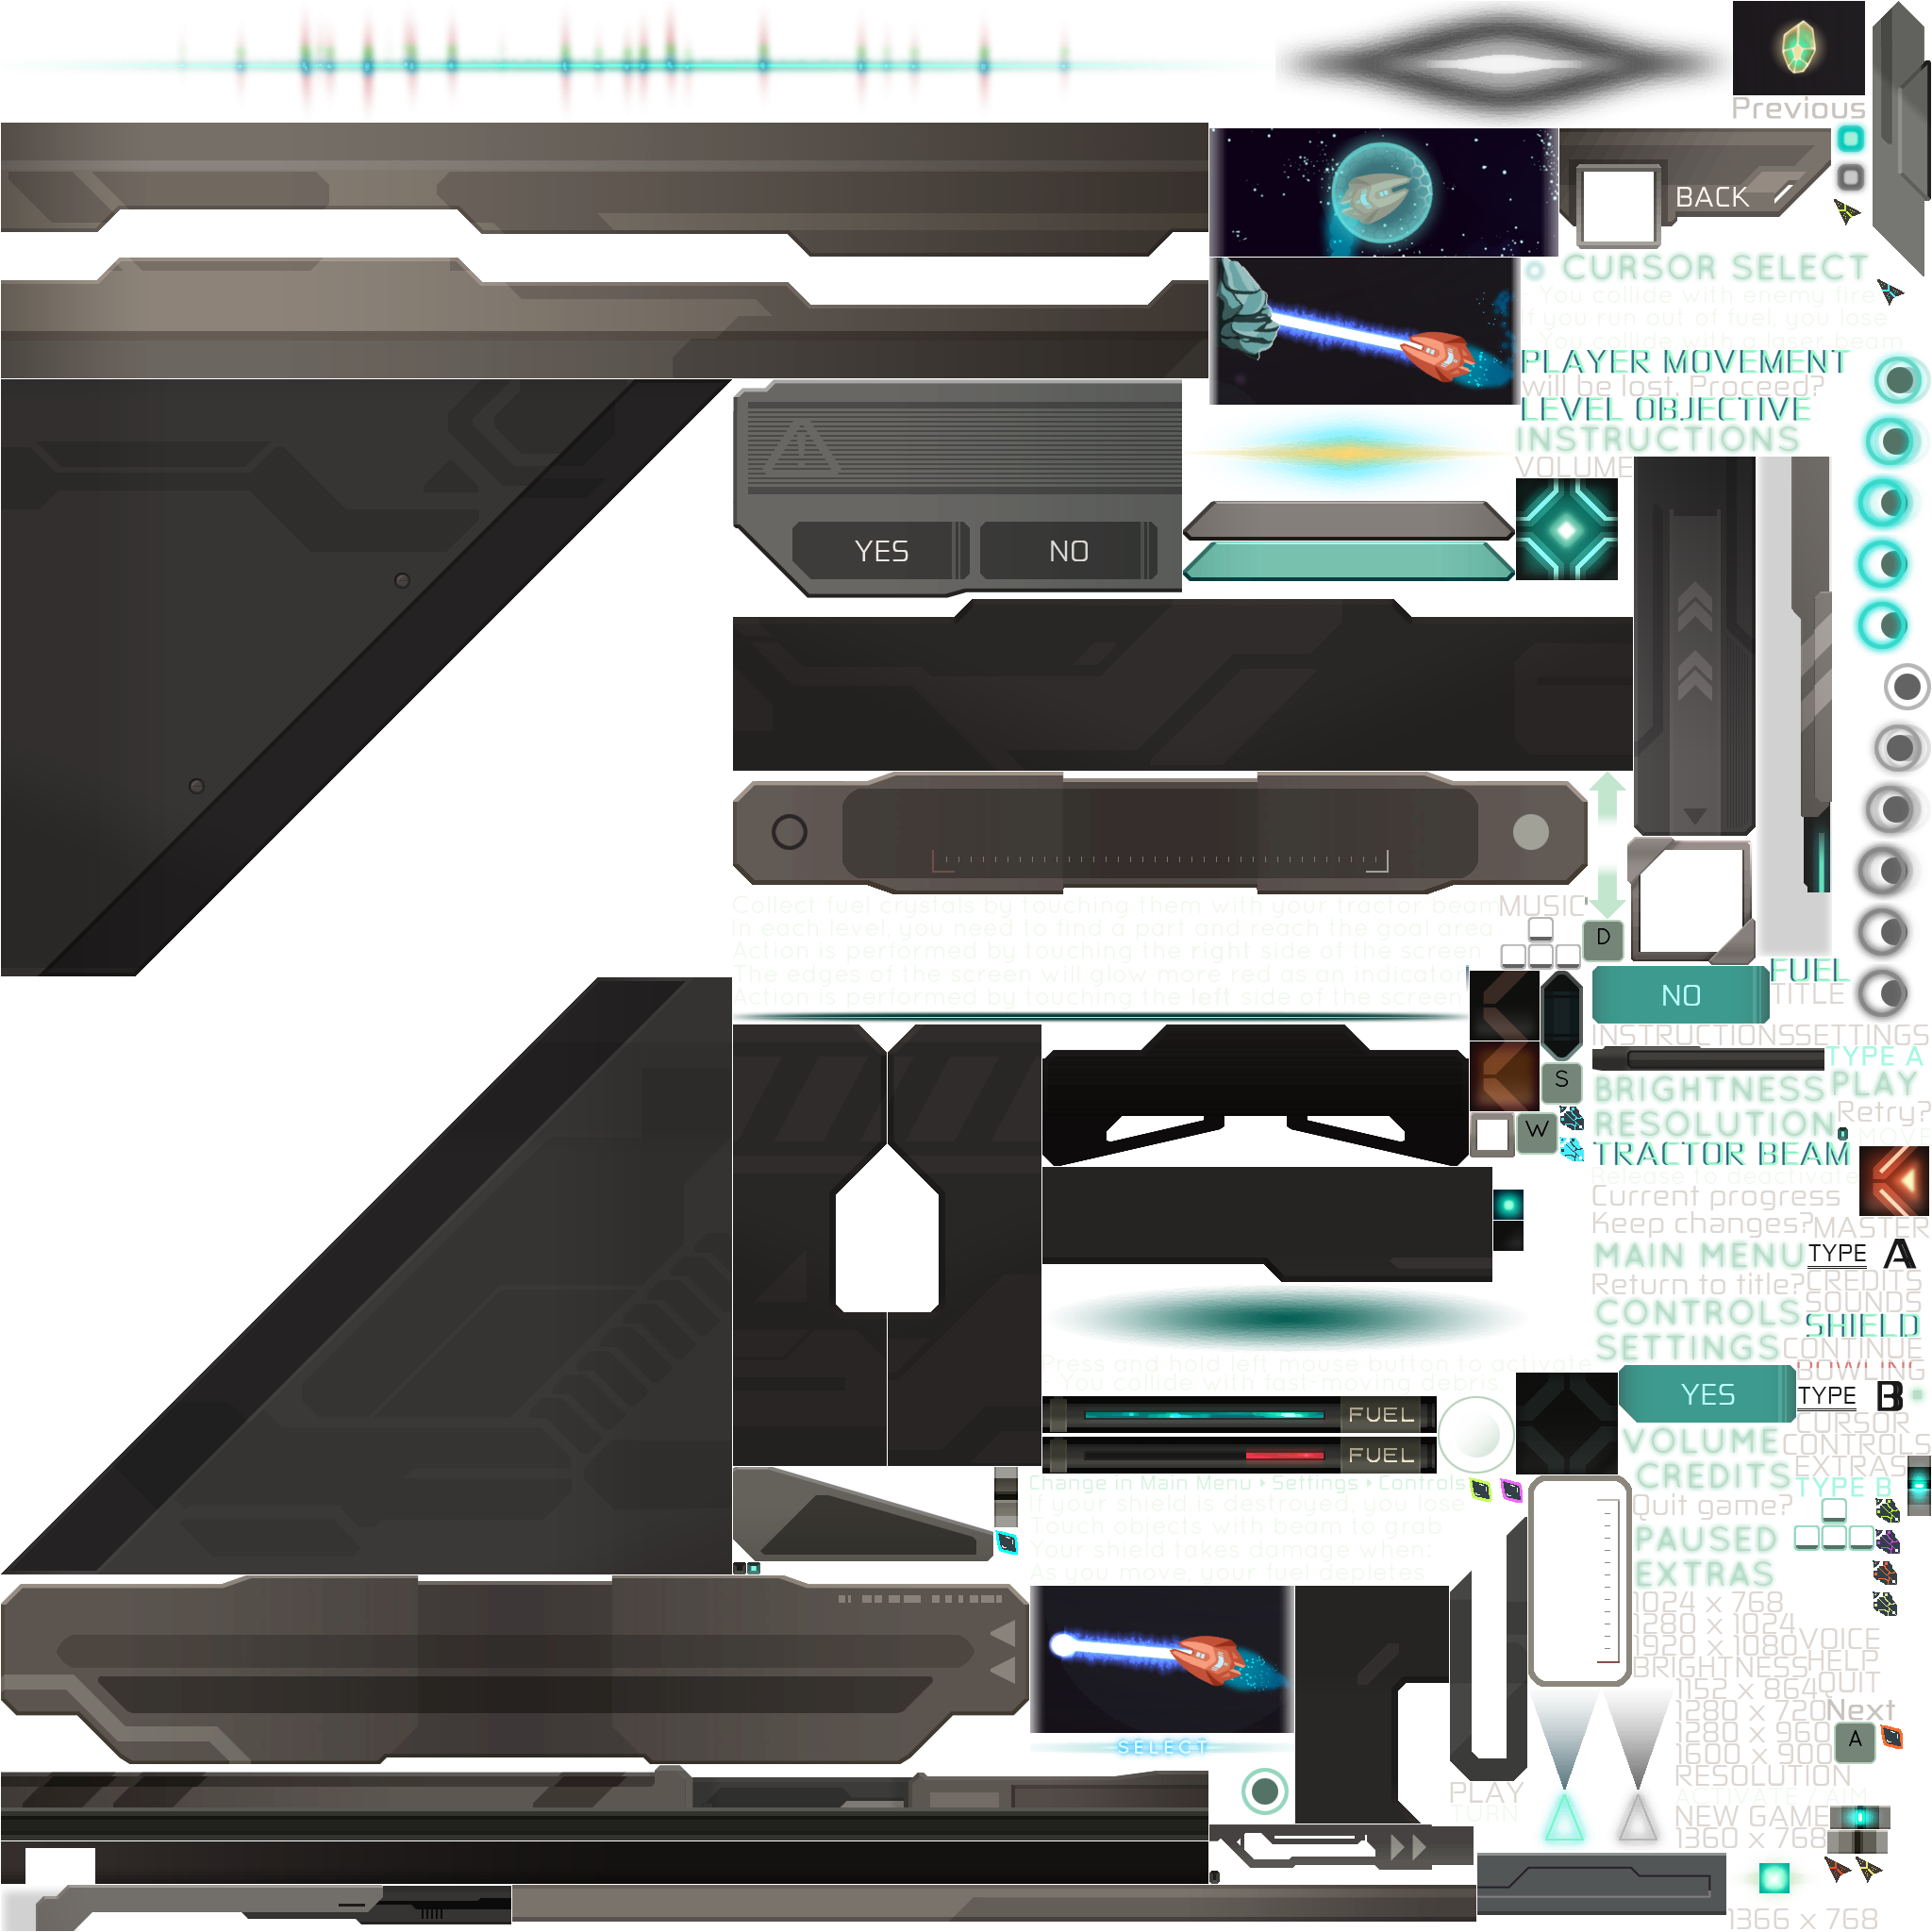 Previous
BACK
CURSOR SELECT
You collide with enemy fire
If you run out of fuel, you lose
You collide with a laser beam
PLAYER MOVEMENT
will be lost. Proceed?
LEVEL OBJECTIVE
INSTRUCTIONS
VOLUME
YES
NO
Collect fuel crystals by touching them with your tractor beam
MUSIC
In each level, you need to find a part and reach the goal area
D
Action is performed by touching the right side of the screen
The edges of the screen will glow more red as an indicator
FUEL
Action is performed by touching the left side of the screen
NO
TITLE
INSTRUCTIONS
SETTINGS
TYPE A
S
BRIGHTNESS
PLAY
Retry?
RESOLUTION
W
MOVE
TRACTOR BEAM
Release to deactivate
Current progress
Keep changes?
MASTER
MAIN MENU
TYPE A
Return to title?
CREDITS
SOUNDS
CONTROLS
SHIELD
SETTINGS
CONTINUE
Press and hold left mouse button to activate
BOWLING
You collide with fast-moving debris
YES
TYPE B
FUEL
CURSOR
VOLUME
CONTROLS
FUEL
CREDITS
EXTRAS
Change in Main Menu > Settings > Controls
TYPE B
If your shield is destroyed, you lose
Quit game?
Touch objects with beam to grab
PAUSED
Your shield takes damage when:
EXTRAS
As you move, your fuel depletes
1024 x 768
1280 x 1024
1920 x 1080
VOICE
BRIGHTNESS
HELP
1152 x 864
QUIT
1280 x 720
Next
1280 x 960
A
SELECT
1600 x 900
RESOLUTION
PLAY
ACTIVATE / AIM
TURN
NEW GAME
1360 x 768
1366 x 768